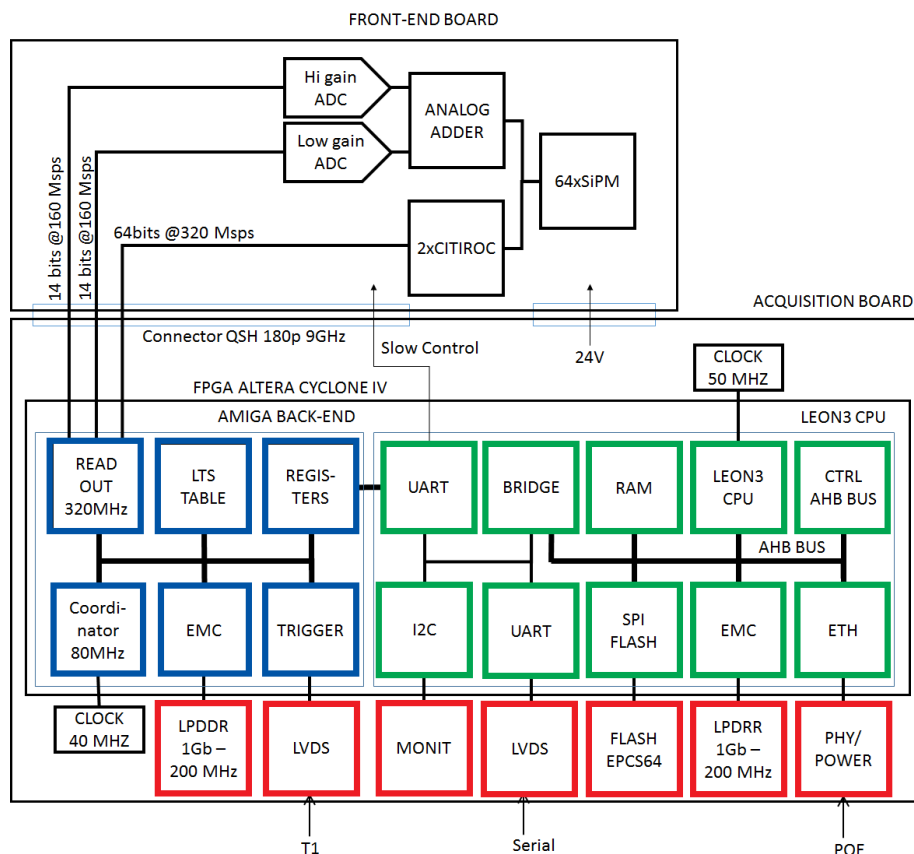 FRONT-END BOARD
Hi gain
ADC
ANALOG
ADDER
Low gain
ADC
64xSiPM
14 bits @160 Msps
14 bits @160 Msps
64bits @320 Msps
2xCITIROC
ACQUISITION BOARD
Connector QSH 180p 9GHz
Slow Control
24V
CLOCK
50 MHZ
FPGA ALTERA CYCLONE IV
AMIGA BACK-END
LEON3 CPU
READ
OUT
320MHz
LTS
TABLE
REGIS-
TERS
UART
BRIDGE
RAM
LEON3
CPU
CTRL
AHB BUS
AHB BUS
Coordi-
nator
80MHz
EMC
TRIGGER
I2C
UART
SPI
FLASH
EMC
ETH
CLOCK
40 MHZ
LPDDR
1Gb –
200 MHz
LVDS
MONIT
LVDS
FLASH
EPCS64
LPDRR
1Gb –
200 MHz
PHY/
POWER
T1
Serial
POE